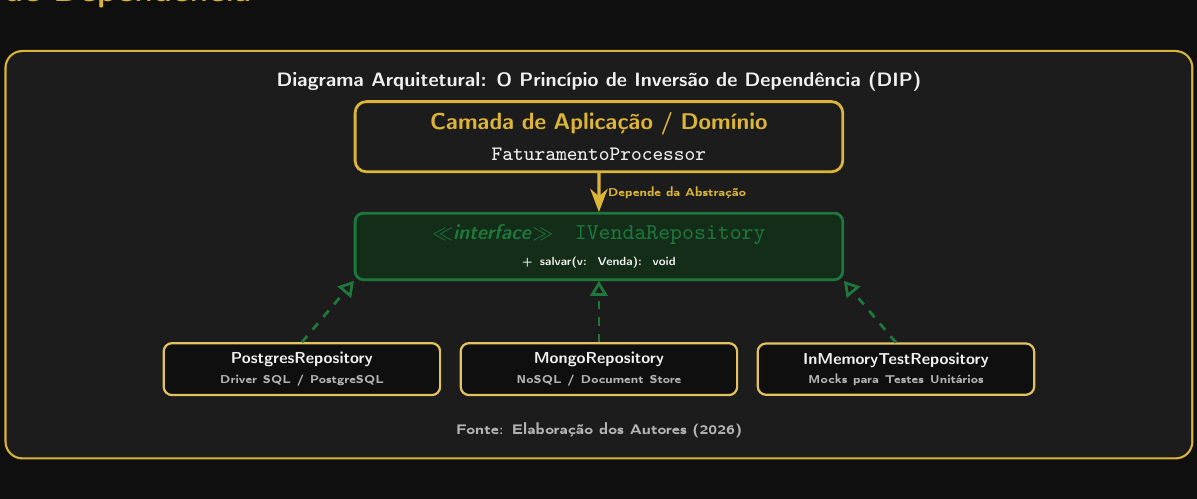 de Dependência
Diagrama Arquitetural: O Princípio de Inversão de Dependência (DIP)
Camada de Aplicação / Domínio
FaturamentoProcessor
Depende da Abstração
≪interface≫ IVendaRepository
+ salvar(v: Venda): void
PostgresRepository
Driver SQL / PostgreSQL
MongoRepository
NoSQL / Document Store
InMemoryTestRepository
Mocks para Testes Unitários
Fonte: Elaboração dos Autores (2026)